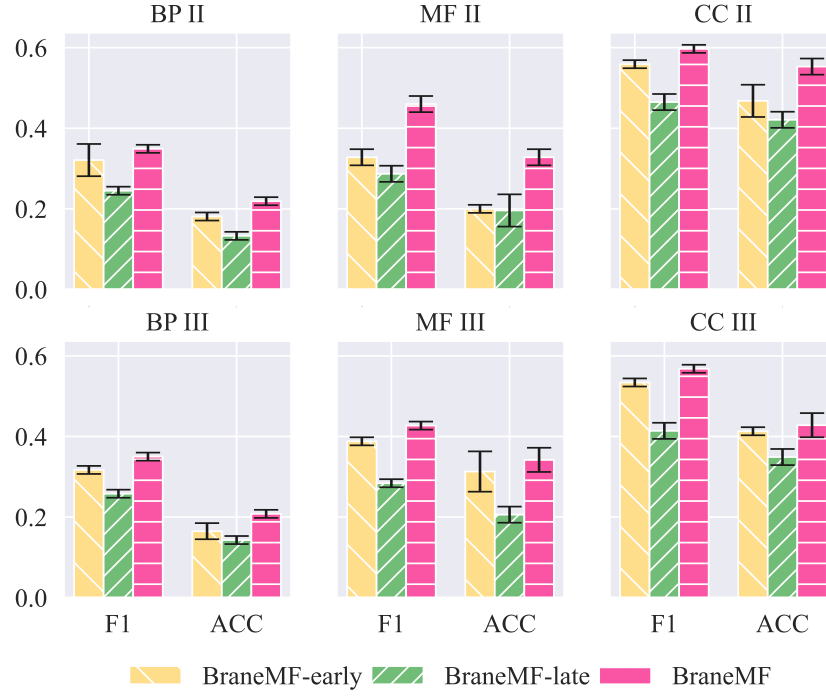 BP II MF II CC II
0.6
0.4
0.2
0.0
BP III MF III CC III
0.6
0.4
0.2
0.0
F1 ACC F1 ACC F1 ACC
BraneMF-early BraneMF-late BraneMF